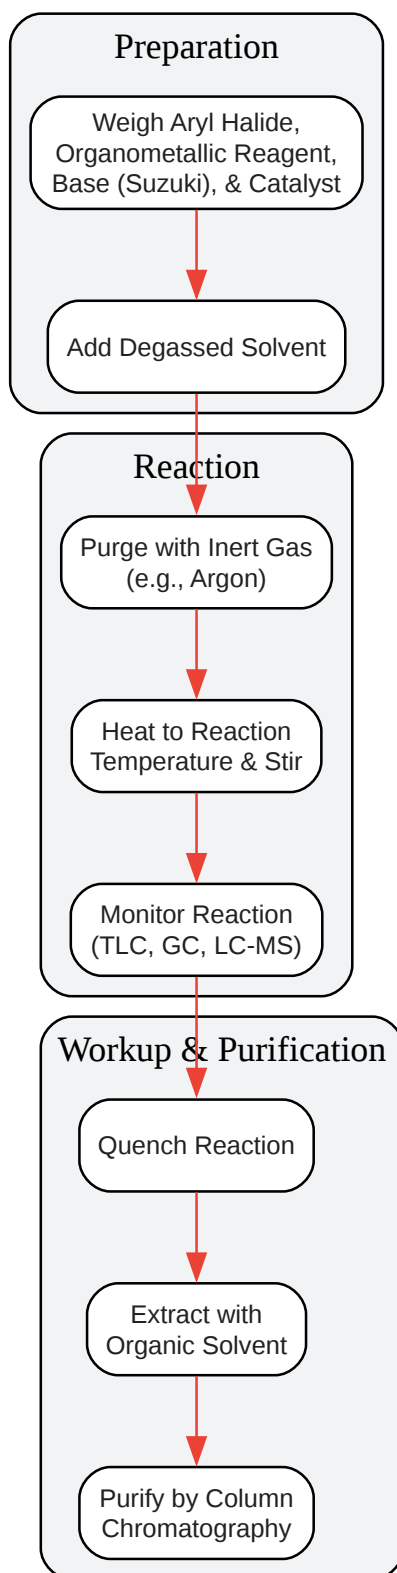 Preparation
Weigh Aryl Halide,
Organometallic Reagent,
Base (Suzuki), & Catalyst
Add Degassed Solvent
Reaction
Purge with Inert Gas
(e.g., Argon)
Heat to Reaction
Temperature & Stir
Monitor Reaction
(TLC, GC, LC-MS)
Workup & Purification
Quench Reaction
Extract with
Organic Solvent
Purify by Column
Chromatography